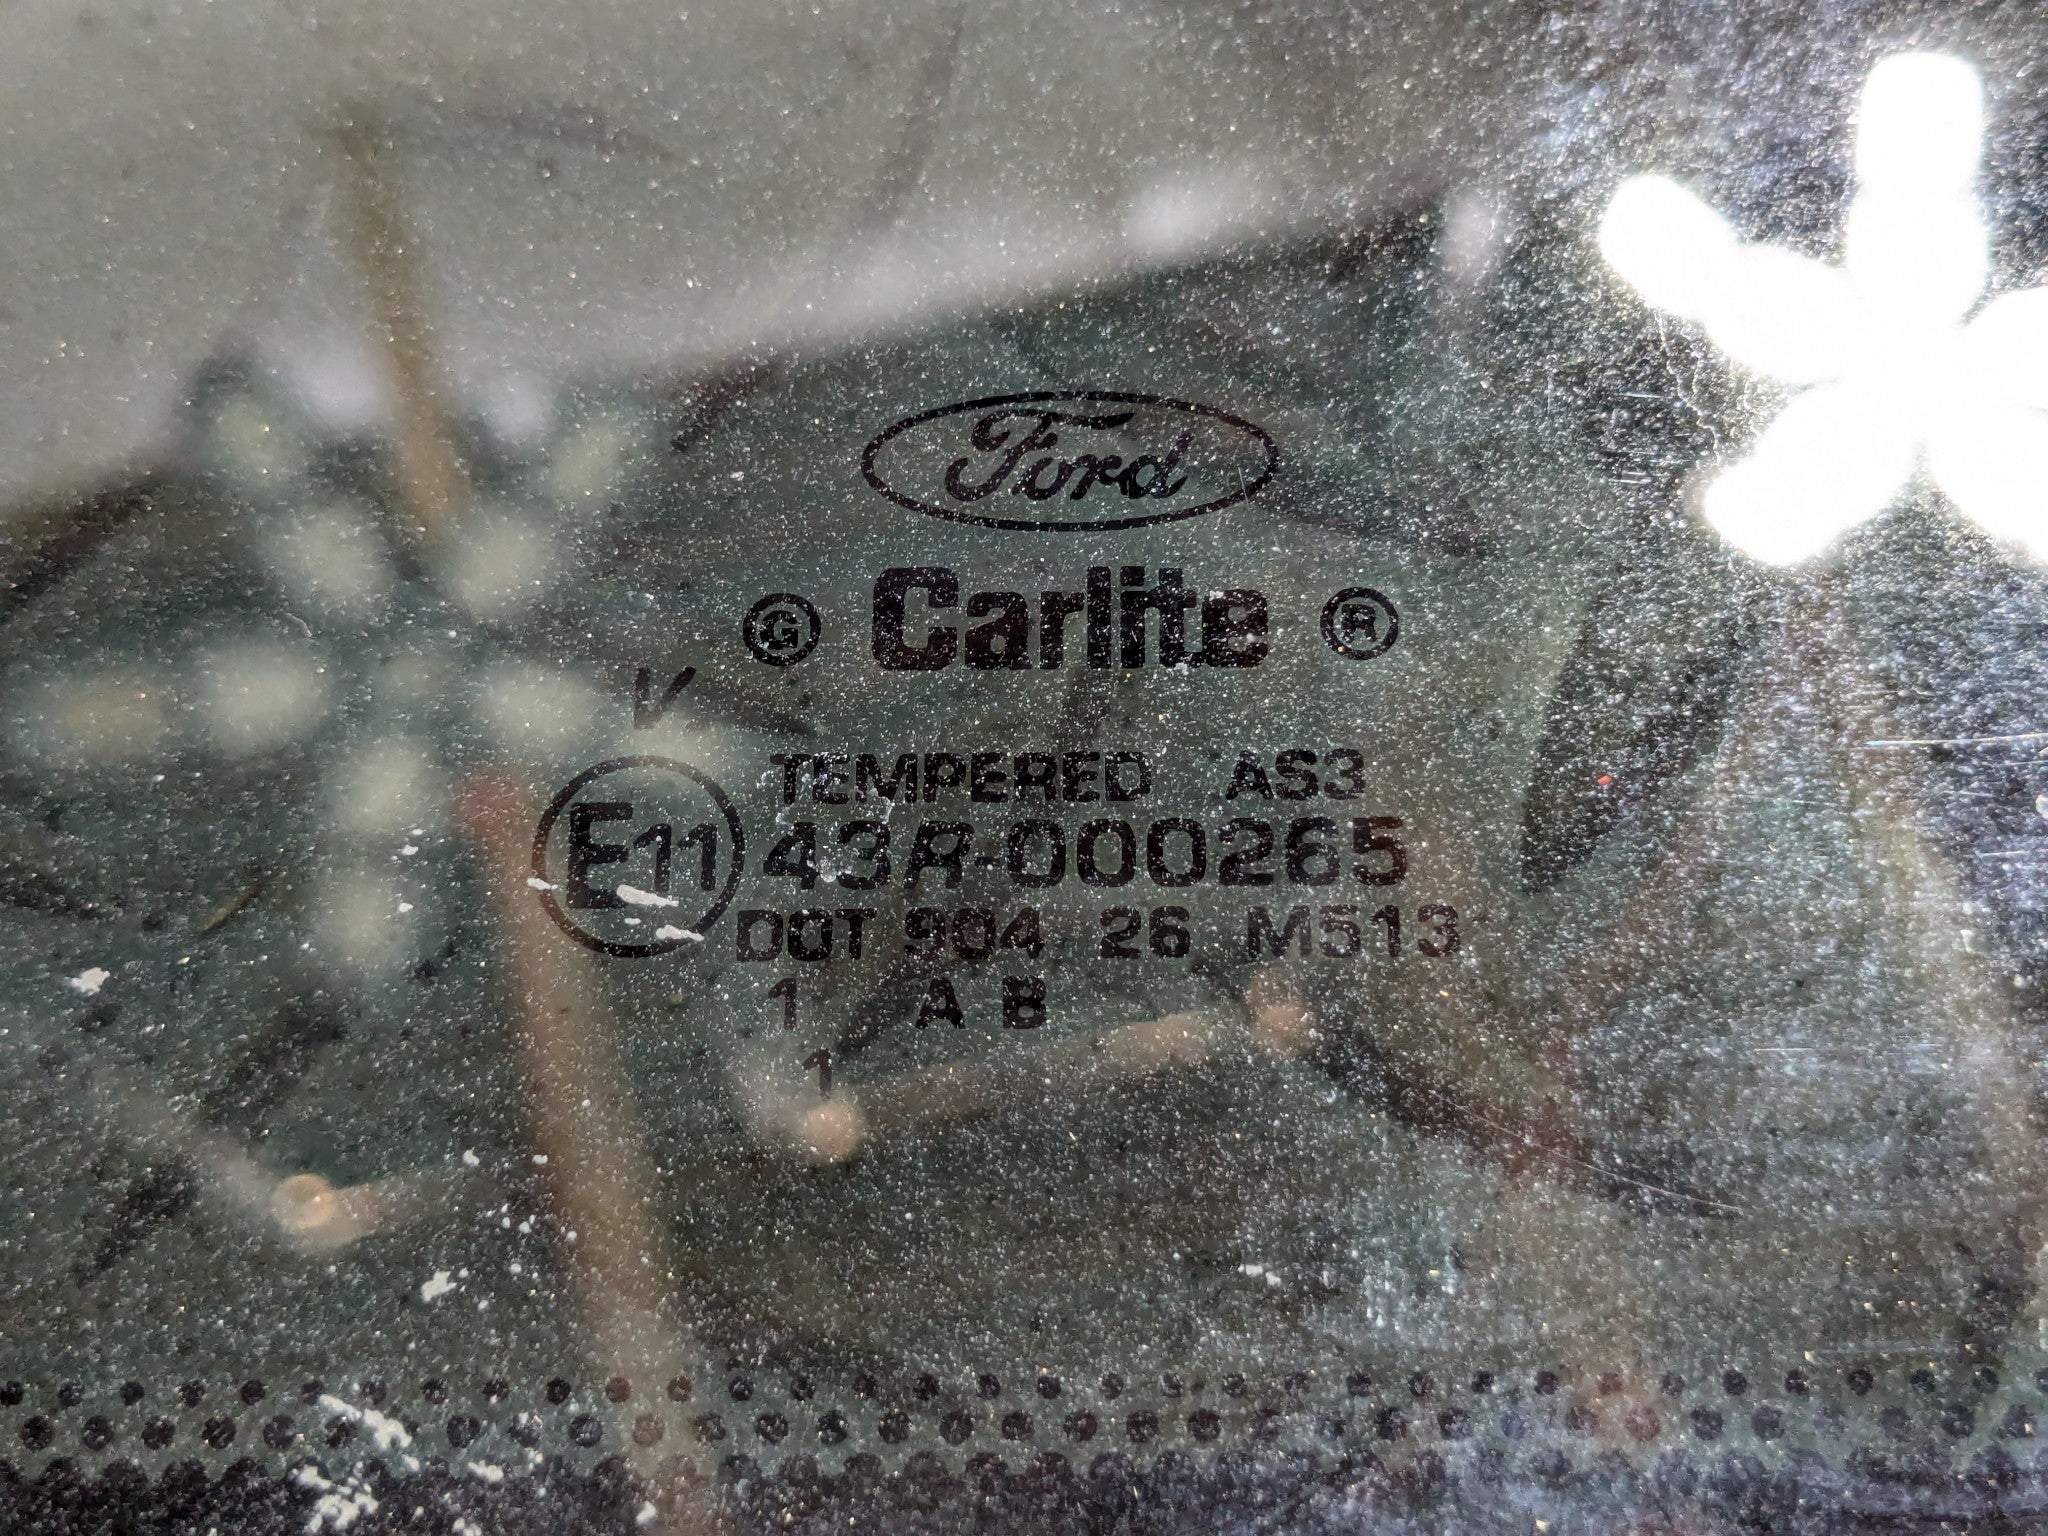 Ford
G Carlite R
V
TEMPERED AS3
E11 43R-000265
DOT 904 26 M513
1 A B
1